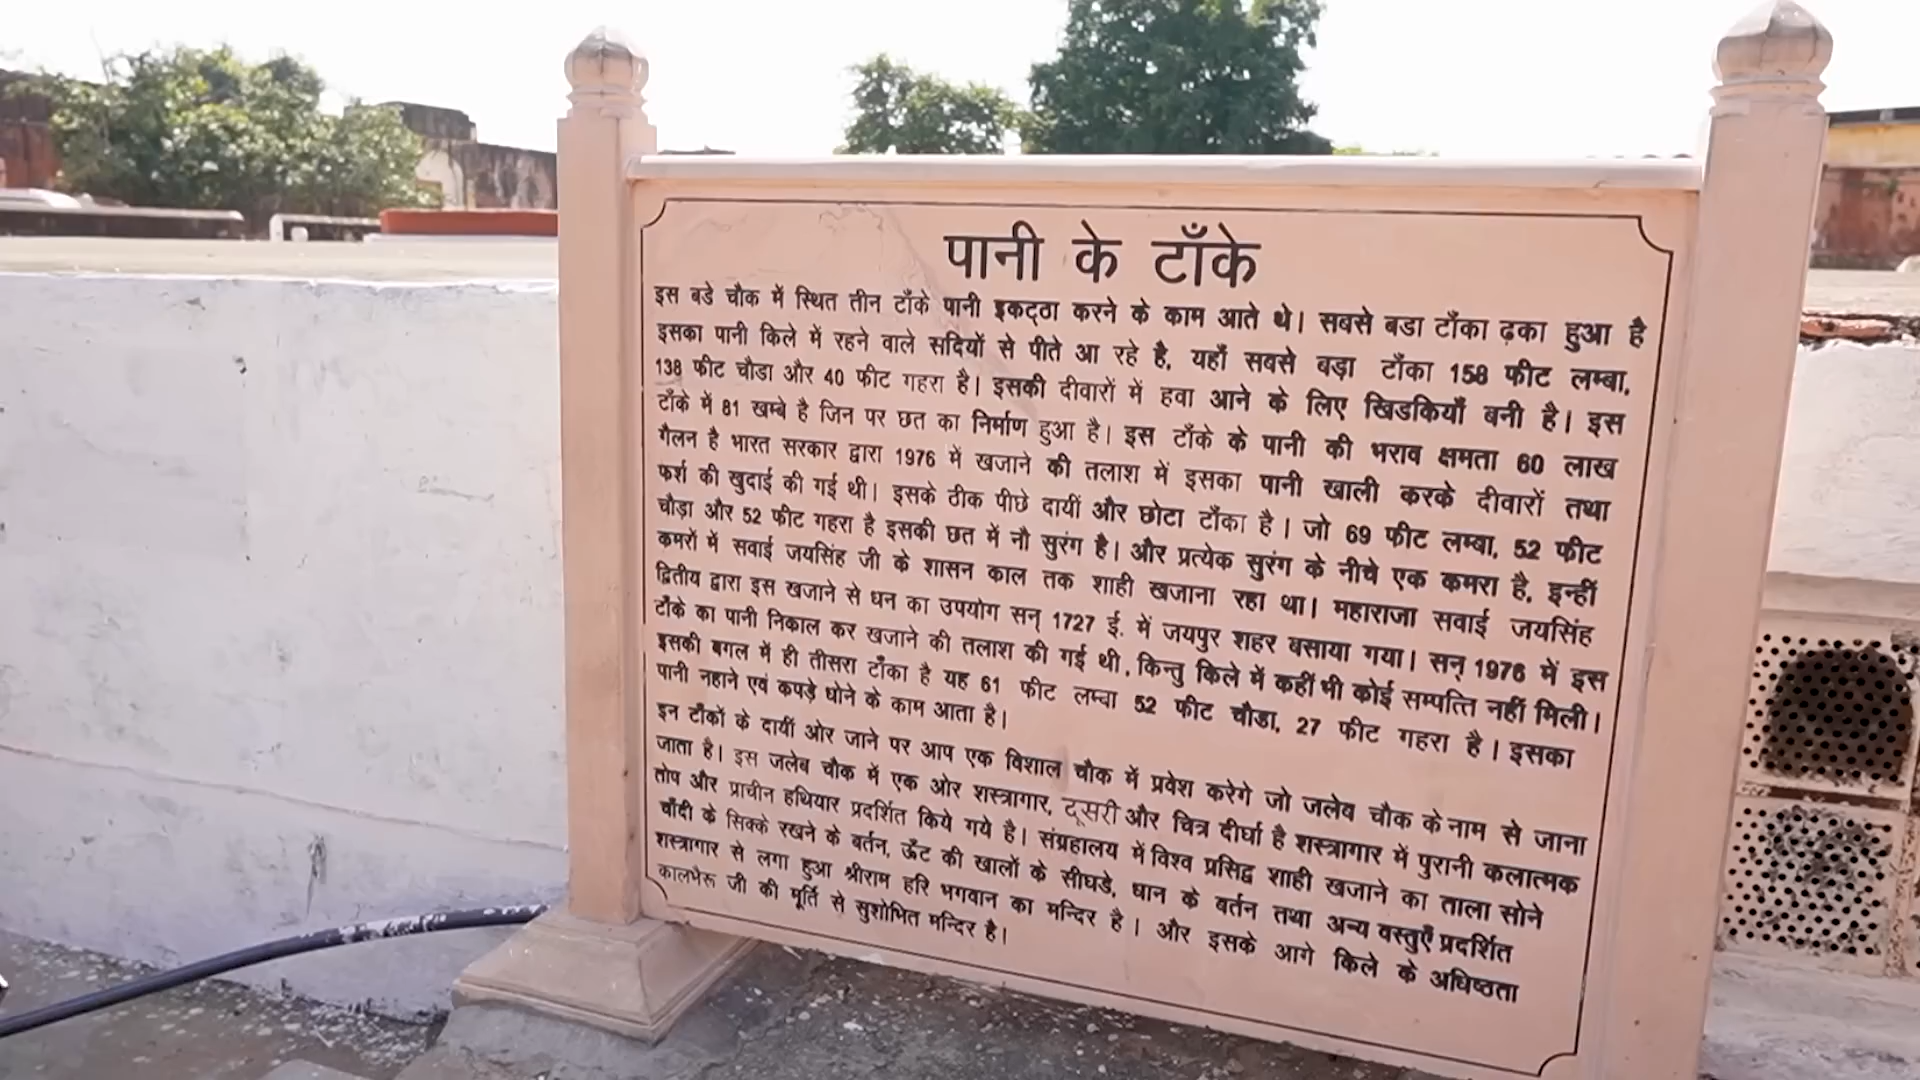 पानी के टाँके
इस बडे चौक में स्थित तीन टाँके पानी इकट्ठा करने के काम आते थे। सबसे बडा टाँका ढ़का हुआ है
इसका पानी किले में रहने वाले सदियों से पीते आ रहे है, यहाँ सबसे बड़ा टाँका 158 फीट लम्बा,
138 फीट चौडा और 40 फीट गहरा है। इसकी दीवारों में हवा आने के लिए खिडकियाँ बनी है। इस
टाँके में 81 खम्बे है जिन पर छत का निर्माण हुआ है। इस टाँके के पानी की भराव क्षमता 60 लाख
गैलन है भारत सरकार द्वारा 1976 में खजाने की तलाश में इसका पानी खाली करके दीवारों तथा
फर्श की खुदाई की गई थी। इसके ठीक पीछे दायीं और छोटा टाँका है। जो 69 फीट लम्बा, 52 फीट
चौड़ा और 52 फीट गहरा है इसकी छत में नौ सुरंग है। और प्रत्येक सुरंग के नीचे एक कमरा है, इन्हीं
कमरों में सवाई जयसिंह जी के शासन काल तक शाही खजाना रहा था। महाराजा सवाई जयसिंह
द्वितीय द्वारा इस खजाने से धन का उपयोग सन् 1727 ई. में जयपुर शहर बसाया गया। सन् 1976 में इस
टाँके का पानी निकाल कर खजाने की तलाश की गई थी, किन्तु किले में कहीं भी कोई सम्पत्ति नहीं मिली।
इसकी बगल में ही तीसरा टाँका है यह 61 फीट लम्बा 52 फीट चौडा, 27 फीट गहरा है। इसका
पानी नहाने एवं कपड़े धोने के काम आता है।
इन टाँकों के दायीं ओर जाने पर आप एक विशाल चौक में प्रवेश करेगे जो जलेब चौक के नाम से जाना
जाता है। इस जलेब चौक में एक ओर शस्त्रागार, दूसरी और चित्र दीर्घा है शस्त्रागार में पुरानी कलात्मक
तोप और प्राचीन हथियार प्रदर्शित किये गये है। संग्रहालय में विश्व प्रसिद्ध शाही खजाने का ताला सोने
चाँदी के सिक्के रखने के बर्तन, ऊँट की खालों के सीघडे, धान के बर्तन तथा अन्य वस्तुएँ प्रदर्शित
शस्त्रागार से लगा हुआ श्रीराम हरि भगवान का मन्दिर है। और इसके आगे किले के अधिष्ठता
कालभैरू जी की मूर्ति से सुशोभित मन्दिर है।